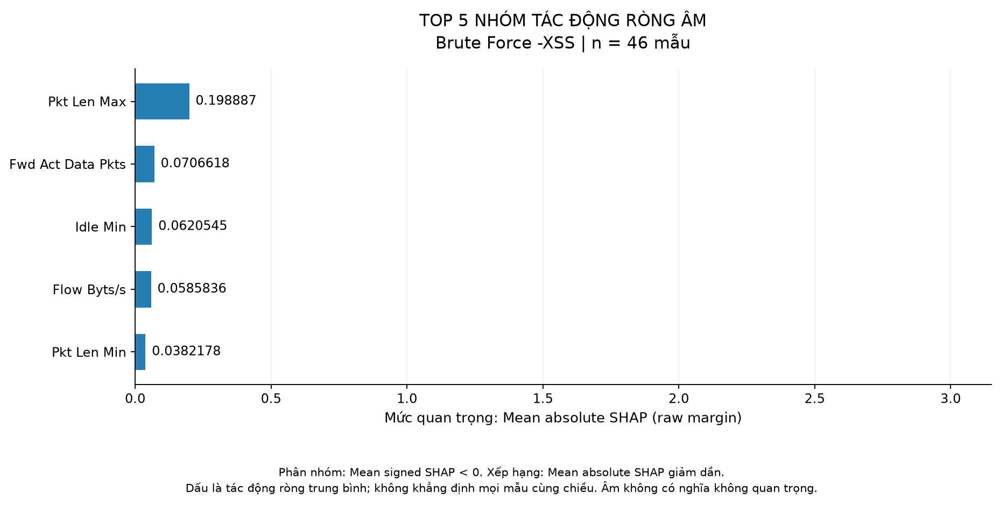 TOP 5 NHÓM TÁC ĐỘNG RÒNG ÂM
Brute Force -XSS | n = 46 mẫu
Pkt Len Max
0.198887
Fwd Act Data Pkts
0.0706618
Idle Min
0.0620545
Flow Byts/s
0.0585836
Pkt Len Min
0.0382178
0.0 0.5 1.0 1.5 2.0 2.5 3.0
Mức quan trọng: Mean absolute SHAP (raw margin)
Phân nhóm: Mean signed SHAP < 0. Xếp hạng: Mean absolute SHAP giảm dần.
Dấu là tác động ròng trung bình; không khẳng định mọi mẫu cùng chiều. Âm không có nghĩa không quan trọng.